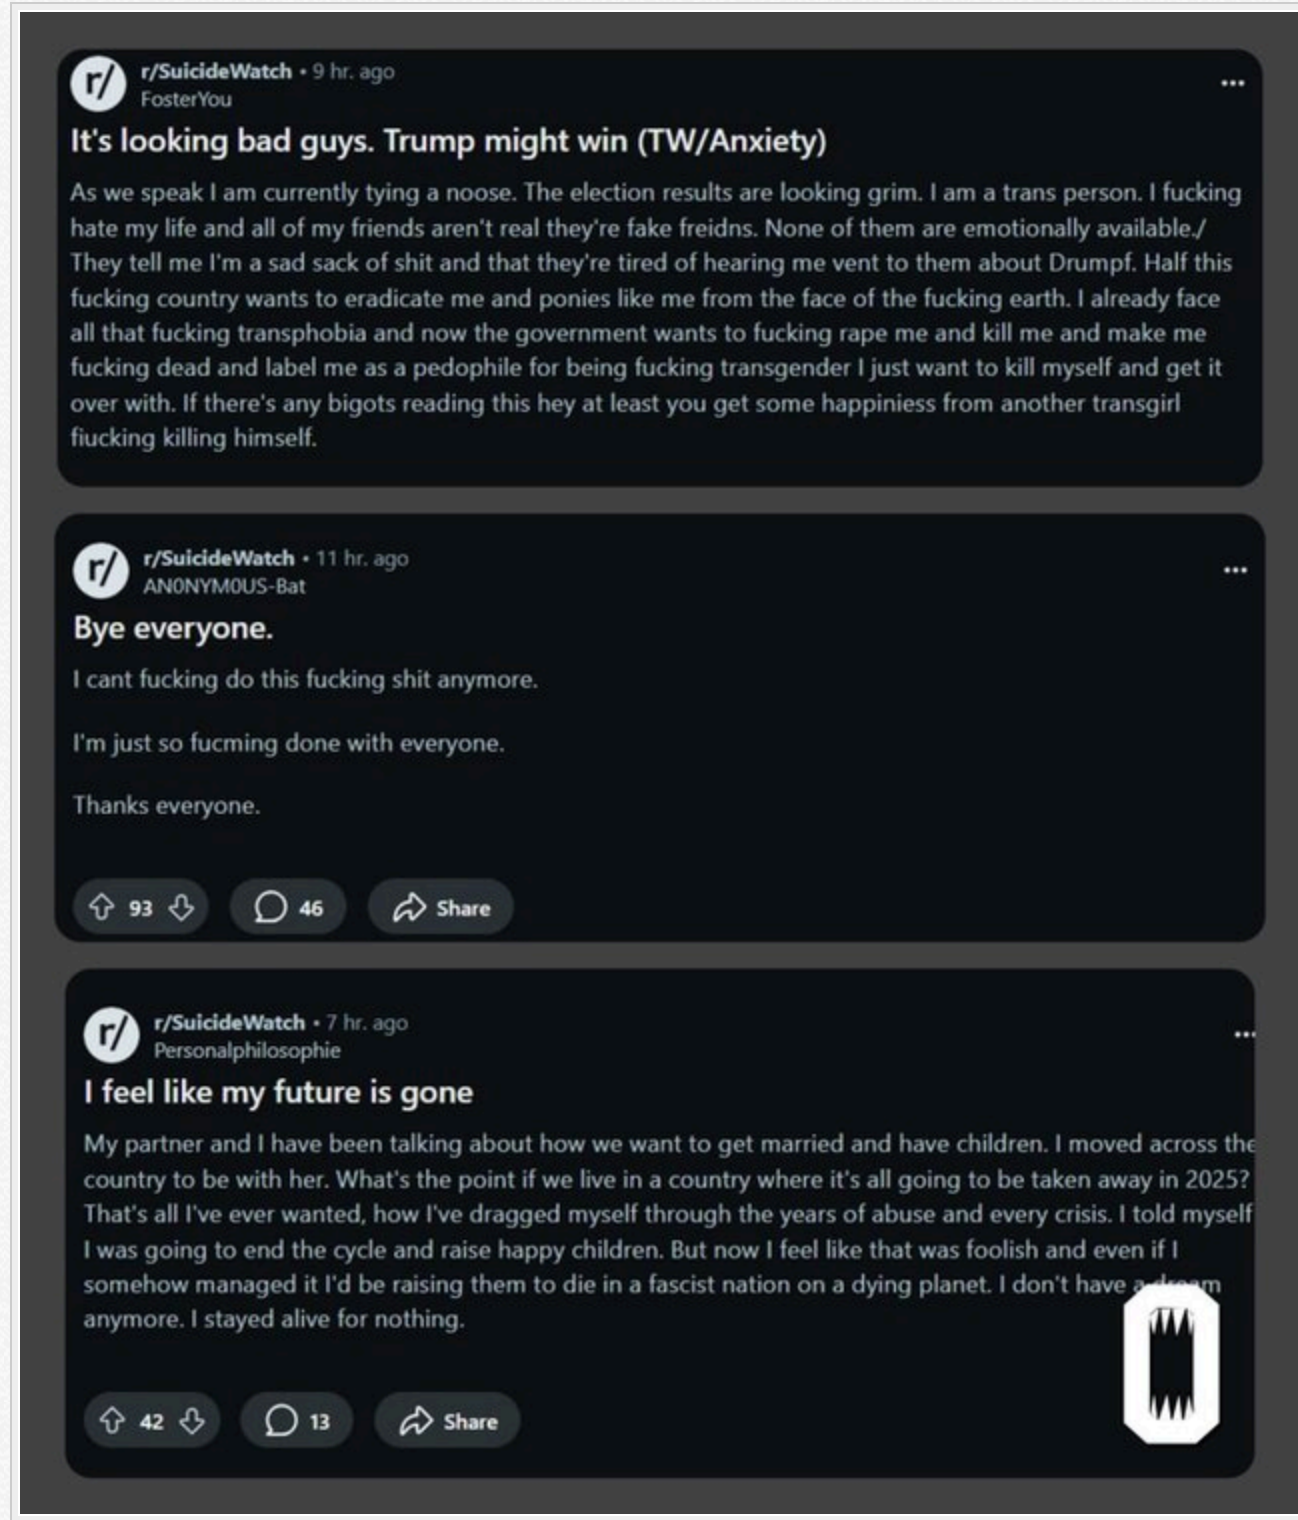 r/SuicideWatch • 9 hr. ago
FosterYou
It's looking bad guys. Trump might win (TW/Anxiety)
As we speak I am currently tying a noose. The election results are looking grim. I am a trans person. I fucking
hate my life and all of my friends aren't real they're fake freidns. None of them are emotionally available./
They tell me I'm a sad sack of shit and that they're tired of hearing me vent to them about Drumpf. Half this
fucking country wants to eradicate me and ponies like me from the face of the fucking earth. I already face
all that fucking transphobia and now the government wants to fucking rape me and kill me and make me
fucking dead and label me as a pedophile for being fucking transgender I just want to kill myself and get it
over with. If there's any bigots reading this hey at least you get some happiniess from another transgirl
fiucking killing himself.
r/SuicideWatch • 11 hr. ago
AN0NYM0US-Bat
Bye everyone.
I cant fucking do this fucking shit anymore.
I'm just so fucming done with everyone.
Thanks everyone.
93 46 Share
r/SuicideWatch • 7 hr. ago
Personalphilosophie
I feel like my future is gone
My partner and I have been talking about how we want to get married and have children. I moved across the
country to be with her. What's the point if we live in a country where it's all going to be taken away in 2025?
That's all I've ever wanted, how I've dragged myself through the years of abuse and every crisis. I told myself
I was going to end the cycle and raise happy children. But now I feel like that was foolish and even if I
somehow managed it I'd be raising them to die in a fascist nation on a dying planet. I don't have a dream
anymore. I stayed alive for nothing.
42 13 Share